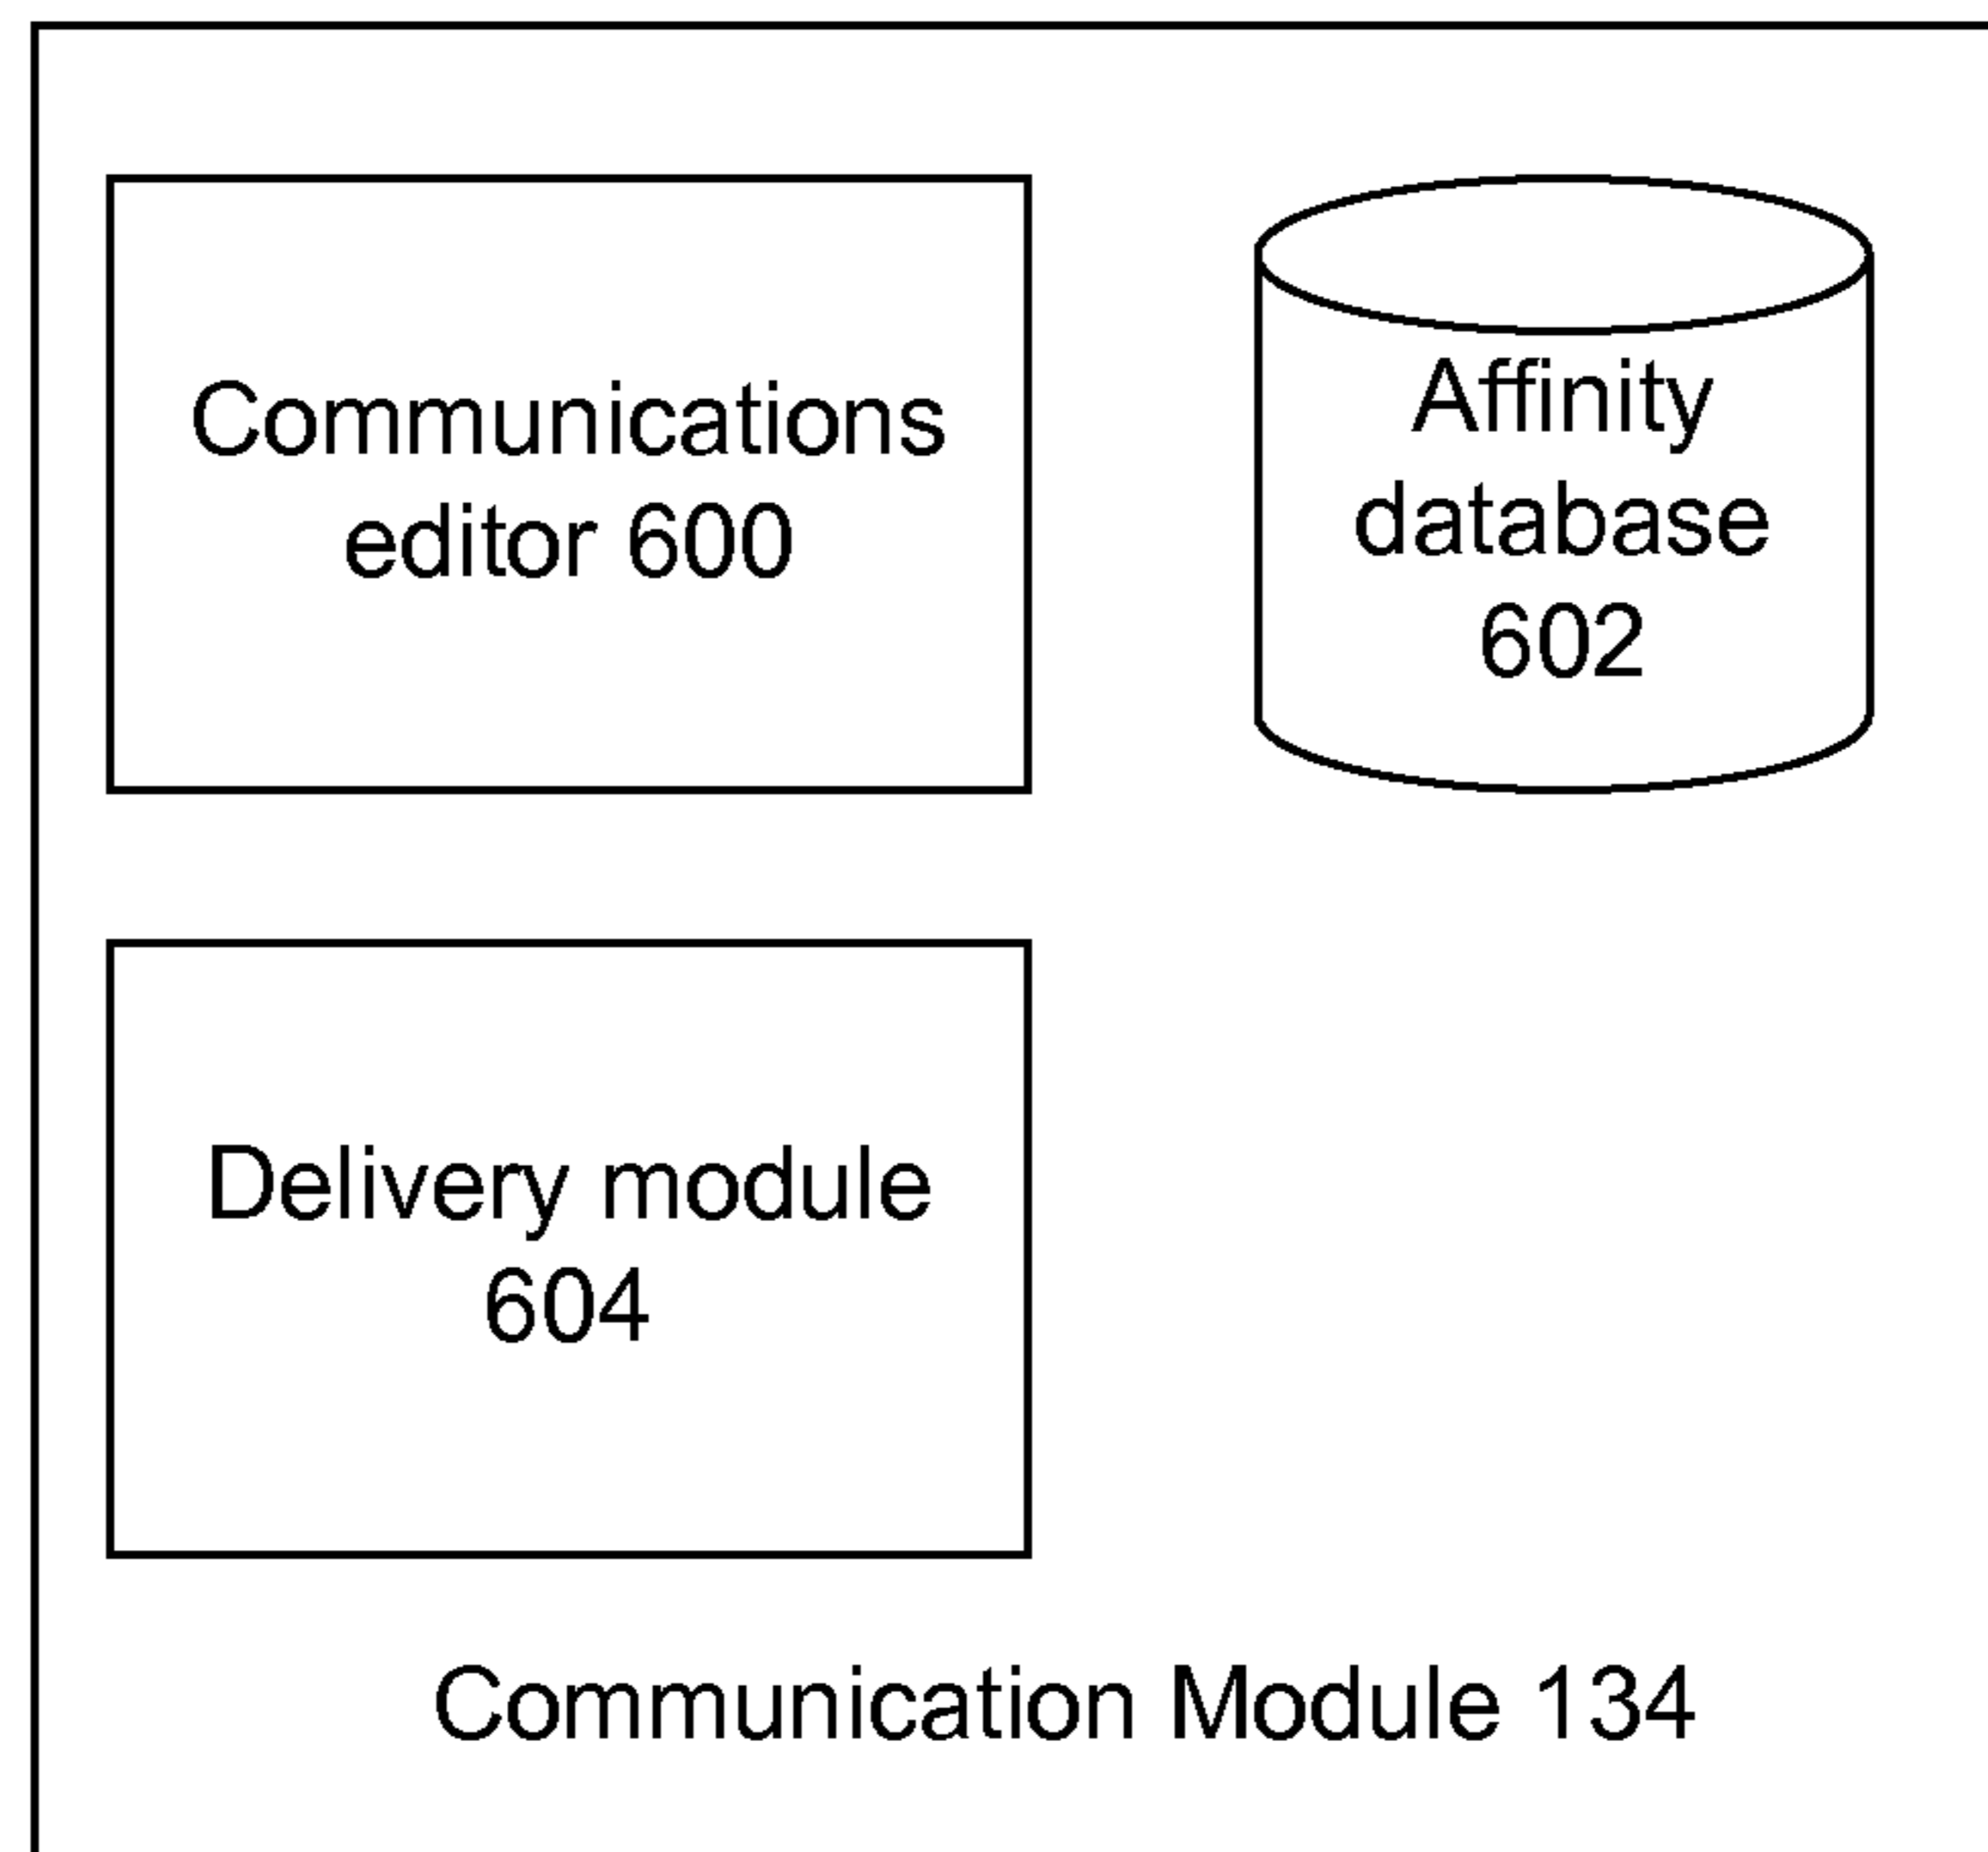 Communications
editor 600
Affinity
database
602
Delivery module
604
Communication Module 134